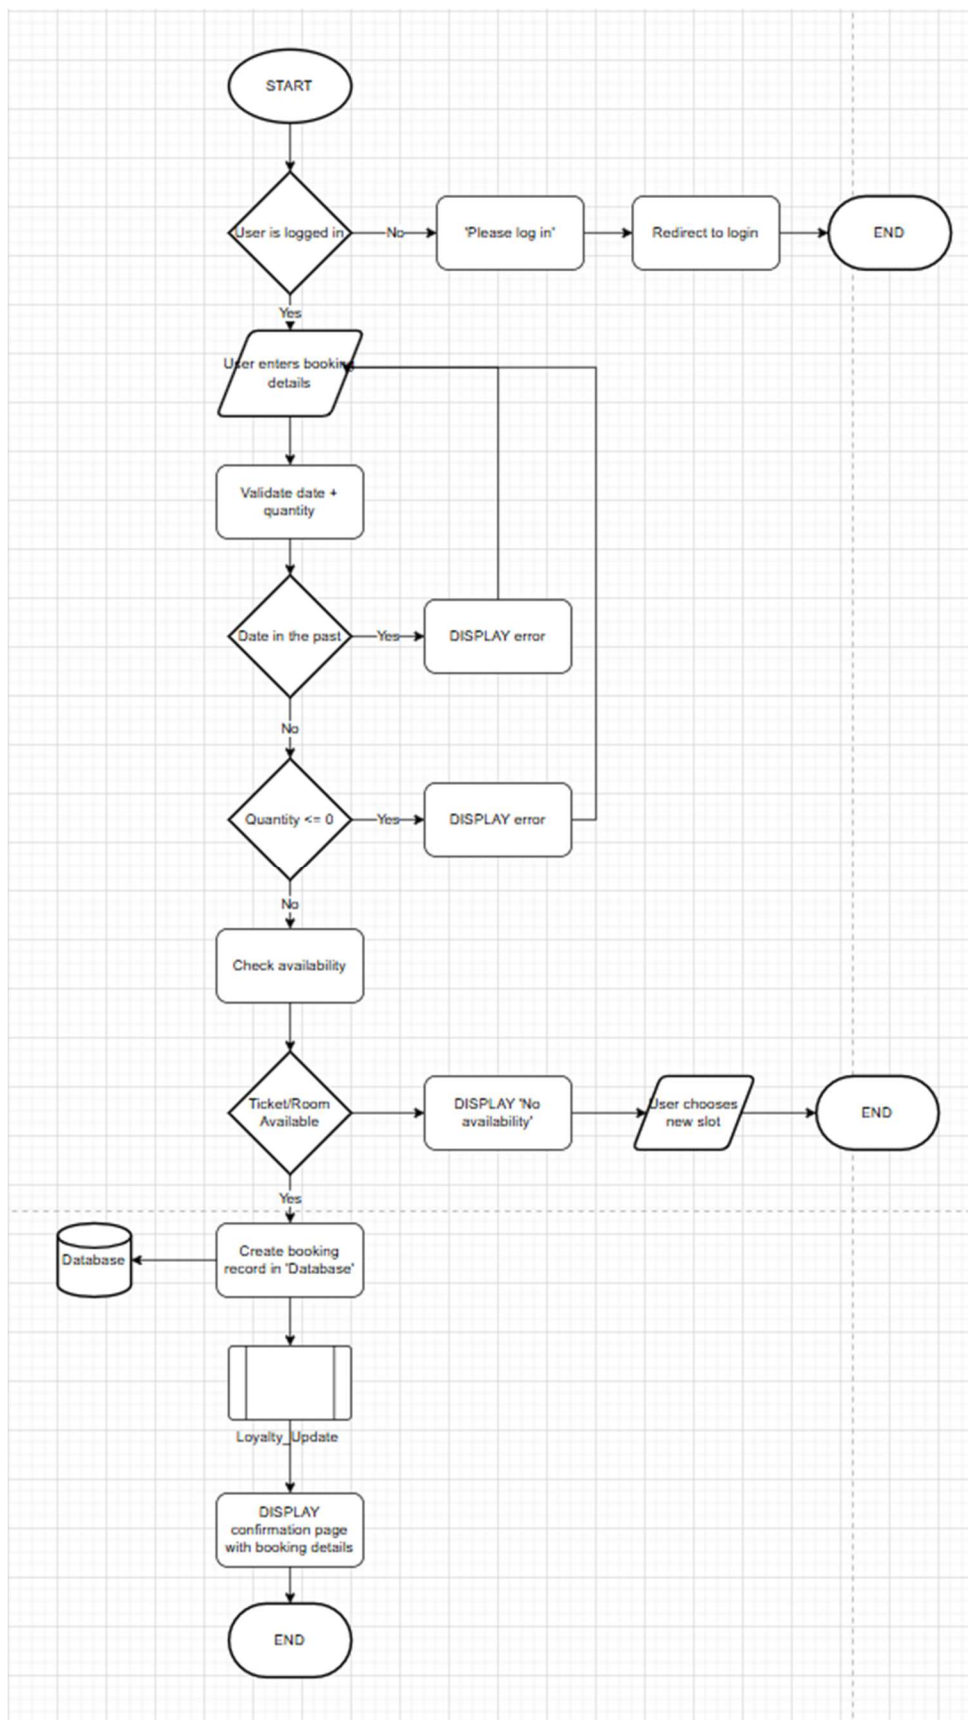 START
User is logged in
No
'Please log in'
Redirect to login
END
Yes
User enters booking
details
Validate date +
quantity
Date in the past
Yes
DISPLAY error
No
Quantity <= 0
Yes
DISPLAY error
No
Check availability
Ticket/Room
Available
DISPLAY 'No
availability'
User chooses
new slot
END
Yes
Database
Create booking
record in 'Database'
Loyalty_Update
DISPLAY
confirmation page
with booking details
END